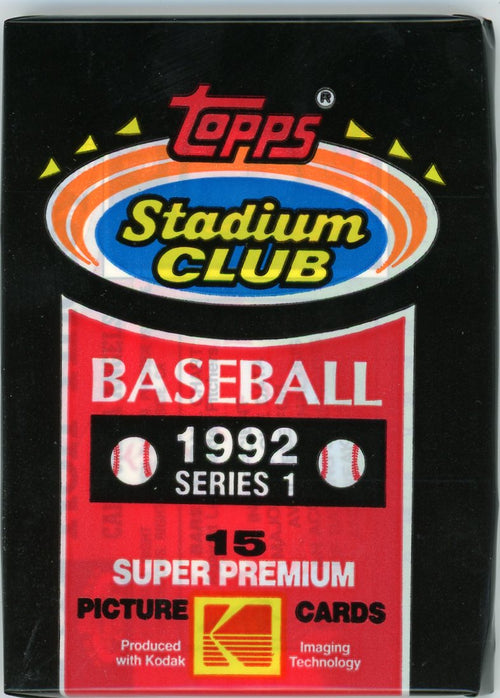 Topps ®
Stadium
CLUB
BASEBALL
1992
SERIES 1
15
SUPER PREMIUM
PICTURE CARDS
Produced with Kodak
Imaging Technology